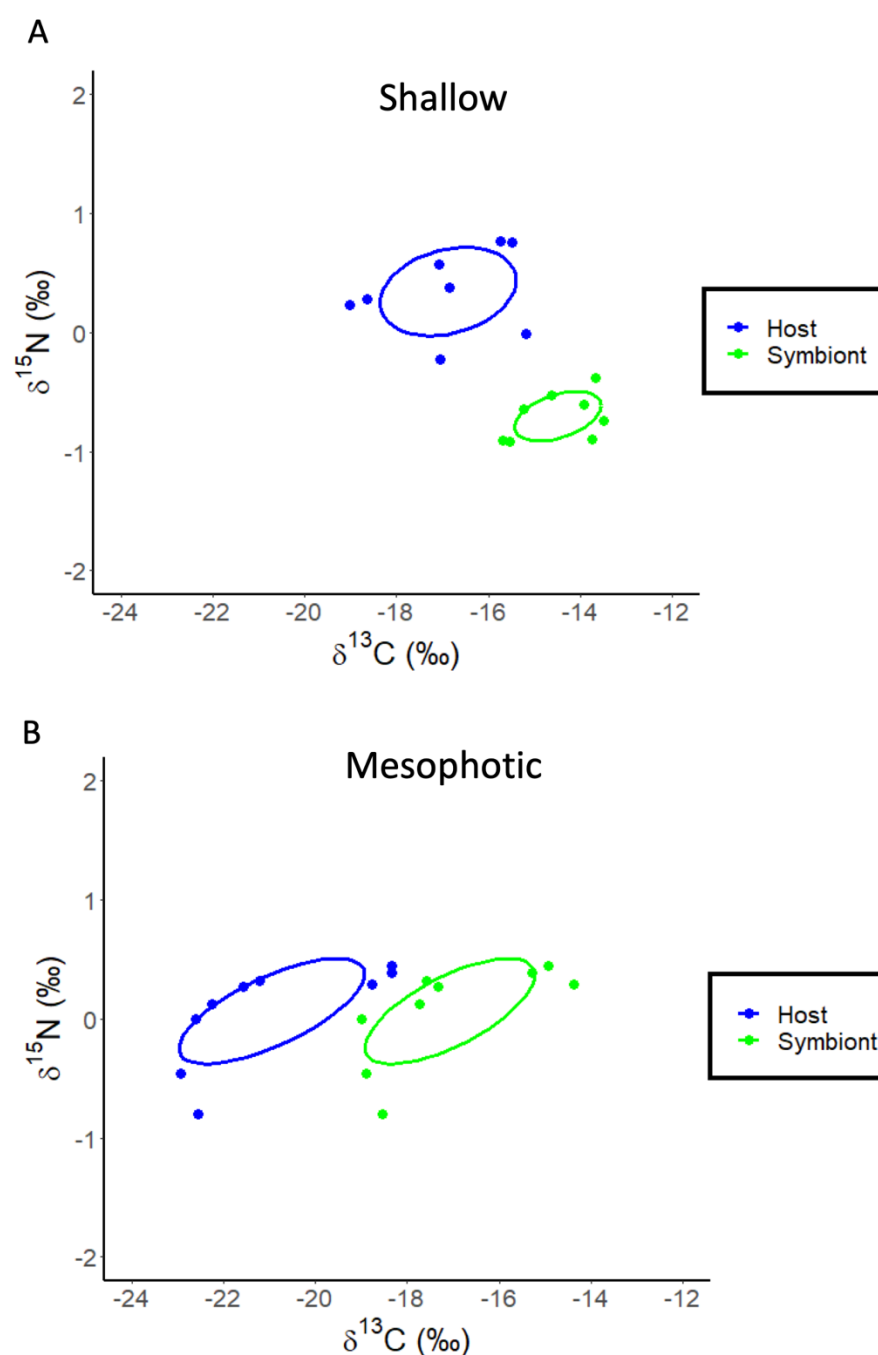 A
Shallow
2
1
0
-1
-2
δ15N (‰)
-24 -22 -20 -18 -16 -14 -12
δ13C (‰)
Host
Symbiont
B
Mesophotic
2
1
0
-1
-2
δ15N (‰)
-24 -22 -20 -18 -16 -14 -12
δ13C (‰)
Host
Symbiont